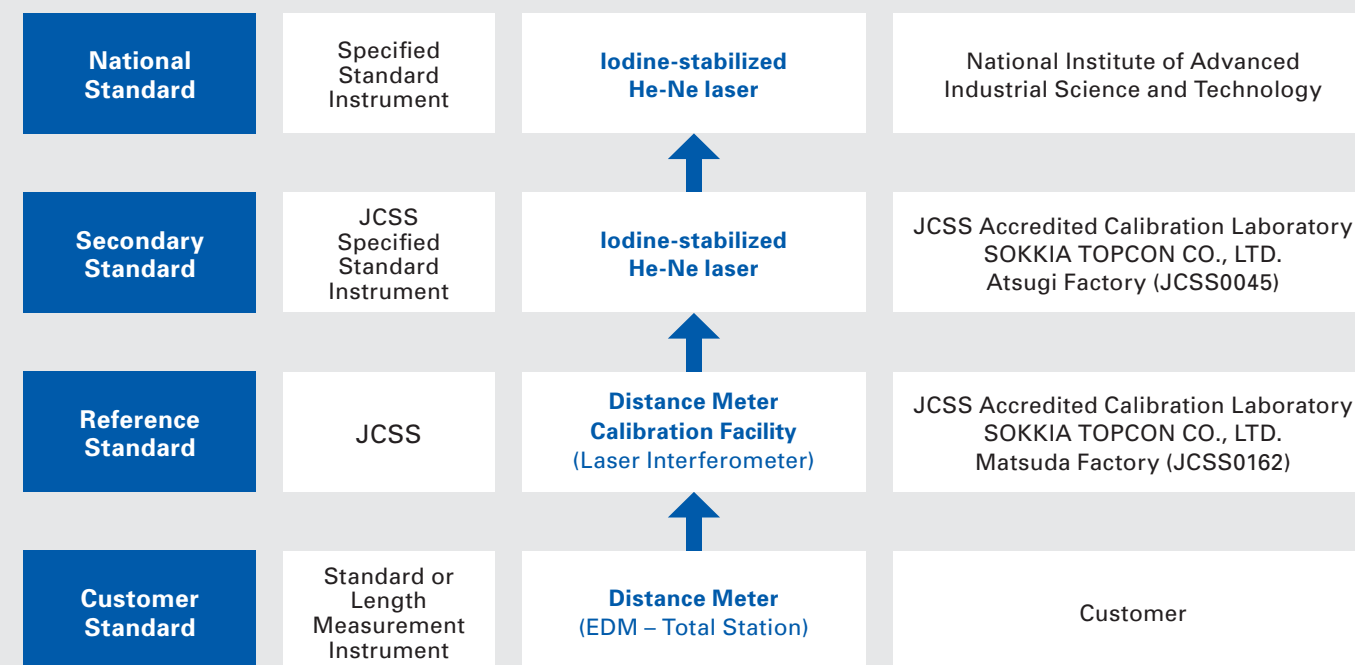 National
Standard
Specified
Standard
Instrument
Iodine-stabilized
He-Ne laser
National Institute of Advanced
Industrial Science and Technology
Secondary
Standard
JCSS
Specified
Standard
Instrument
Iodine-stabilized
He-Ne laser
JCSS Accredited Calibration Laboratory
SOKKIA TOPCON CO., LTD.
Atsugi Factory (JCSS0045)
Reference
Standard
JCSS
Distance Meter
Calibration Facility
(Laser Interferometer)
JCSS Accredited Calibration Laboratory
SOKKIA TOPCON CO., LTD.
Matsuda Factory (JCSS0162)
Customer
Standard
Standard or
Length
Measurement
Instrument
Distance Meter
(EDM – Total Station)
Customer